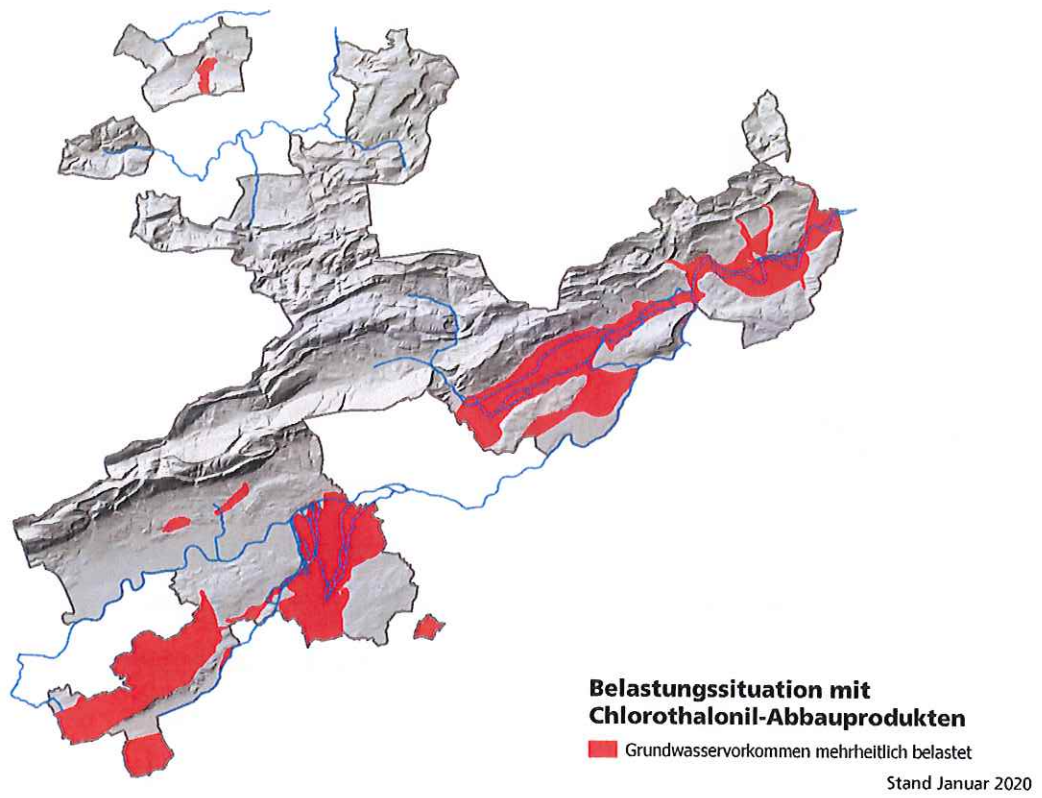 Belastungssituation mit
Chlorothalonil-Abbauprodukten
Grundwasservorkommen mehrheitlich belastet
Stand Januar 2020